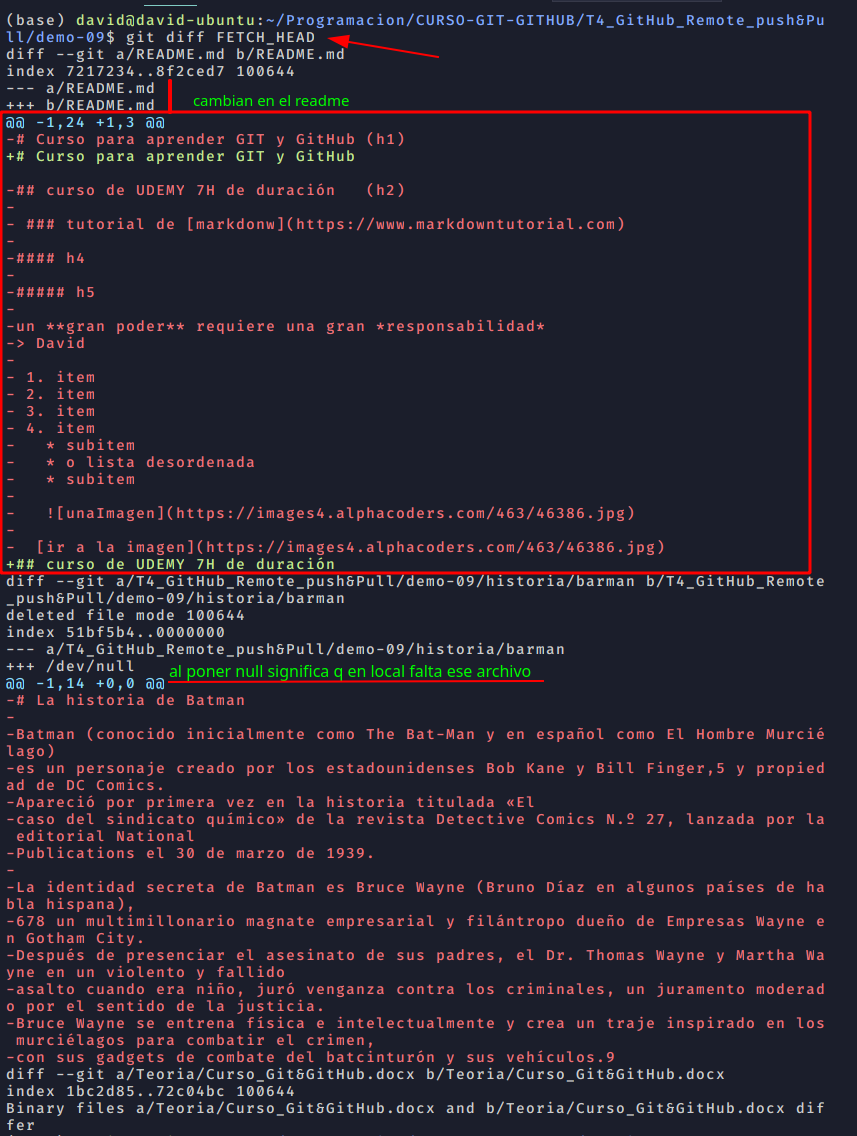 (base) david@david-ubuntu:~/Programacion/CURSO-GIT-GITHUB/T4_GitHub_Remote_push&Pu
ll/demo-09$ git diff FETCH_HEAD
diff --git a/README.md b/README.md
index 7217234..8f2ced7 100644
--- a/README.md
+++ b/README.md
cambian en el readme
@@ -1,24 +1,3 @@
-# Curso para aprender GIT y GitHub (h1)
+# Curso para aprender GIT y GitHub
-## curso de UDEMY 7H de duración   (h2)
-
- ### tutorial de [markdonw](https://www.markdowntutorial.com)
-
-#### h4
-
-##### h5
-
-un **gran poder** requiere una gran *responsabilidad*
-> David
-
- 1. item
- 2. item
- 3. item
- 4. item
-   * subitem
-   * o lista desordenada
-   * subitem
-
-   ![unaImagen](https://images4.alphacoders.com/463/46386.jpg)
-
-  [ir a la imagen](https://images4.alphacoders.com/463/46386.jpg)
+## curso de UDEMY 7H de duración
diff --git a/T4_GitHub_Remote_push&Pull/demo-09/historia/barman b/T4_GitHub_Remote
_push&Pull/demo-09/historia/barman
deleted file mode 100644
index 51bf5b4..0000000
--- a/T4_GitHub_Remote_push&Pull/demo-09/historia/barman
+++ /dev/null
al poner null significa q en local falta ese archivo
@@ -1,14 +0,0 @@
-# La historia de Batman
-
-Batman (conocido inicialmente como The Bat-Man y en español como El Hombre Murcié
lago)
-es un personaje creado por los estadounidenses Bob Kane y Bill Finger,5 y propied
ad de DC Comics.
-Apareció por primera vez en la historia titulada «El
-caso del sindicato químico» de la revista Detective Comics N.º 27, lanzada por la
 editorial National
-Publications el 30 de marzo de 1939.
-
-La identidad secreta de Batman es Bruce Wayne (Bruno Díaz en algunos países de ha
bla hispana),
-678 un multimillonario magnate empresarial y filántropo dueño de Empresas Wayne e
n Gotham City.
-Después de presenciar el asesinato de sus padres, el Dr. Thomas Wayne y Martha Wa
yne en un violento y fallido
-asalto cuando era niño, juró venganza contra los criminales, un juramento moderad
o por el sentido de la justicia.
-Bruce Wayne se entrena física e intelectualmente y crea un traje inspirado en los
 murciélagos para combatir el crimen,
-con sus gadgets de combate del batcinturón y sus vehículos.9
diff --git a/Teoria/Curso_Git&GitHub.docx b/Teoria/Curso_Git&GitHub.docx
index 1bc2d85..72c04bc 100644
Binary files a/Teoria/Curso_Git&GitHub.docx and b/Teoria/Curso_Git&GitHub.docx dif
fer